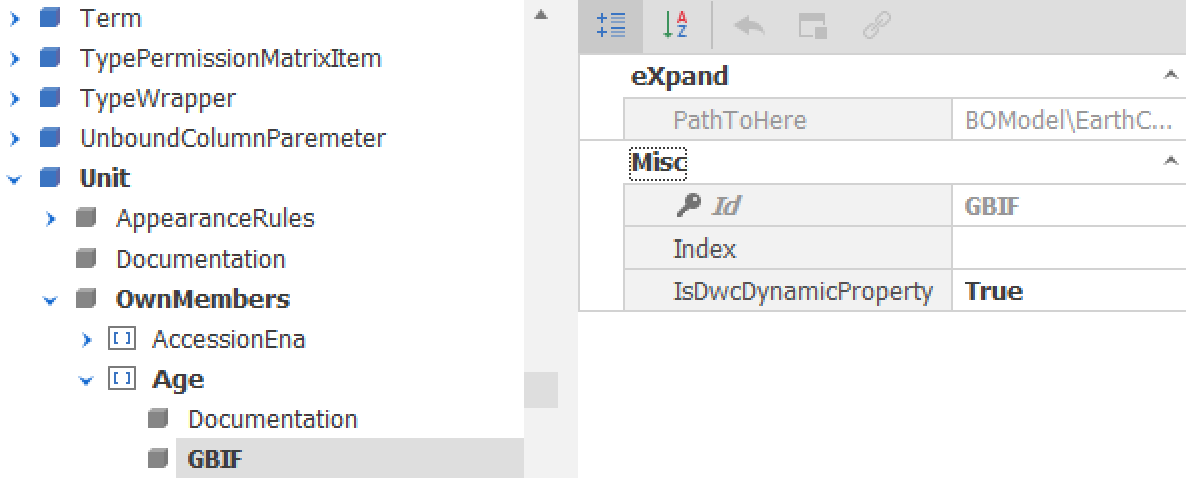 Term
TypePermissionMatrixItem
TypeWrapper
UnboundColumnParemeter
Unit
AppearanceRules
Documentation
OwnMembers
AccessionEna
Age
Documentation
GBIF
A
Z
eXpand
PathToHere BOModel\EarthC...
Misc
Id GBIF
Index
IsDwcDynamicProperty True